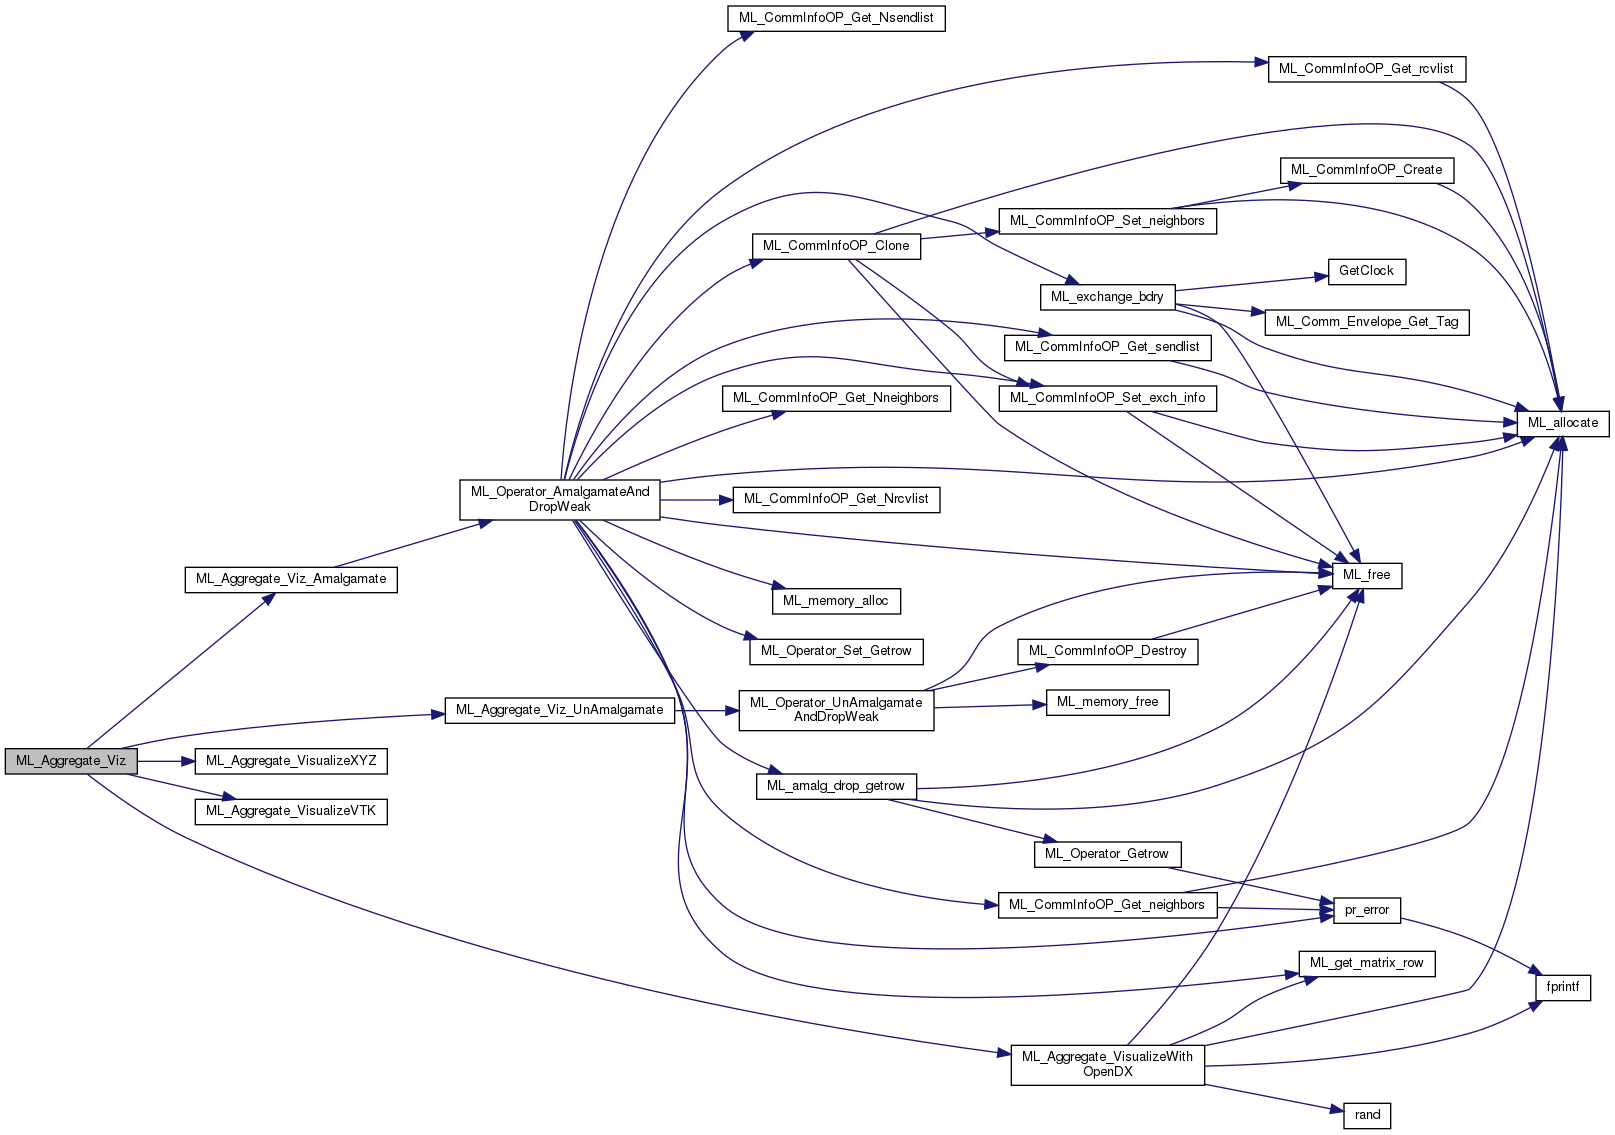 ML_CommInfoOP_Get_Nsendlist
ML_CommInfoOP_Get_rcvlist
ML_CommInfoOP_Create
ML_CommInfoOP_Set_neighbors
ML_CommInfoOP_Clone
GetClock
ML_exchange_bdry
ML_Comm_Envelope_Get_Tag
ML_CommInfoOP_Get_sendlist
ML_CommInfoOP_Get_Nneighbors
ML_CommInfoOP_Set_exch_info
ML_allocate
ML_Operator_AmalgamateAnd
DropWeak
ML_CommInfoOP_Get_Nrcvlist
ML_Aggregate_Viz_Amalgamate
ML_free
ML_memory_alloc
ML_Operator_Set_Getrow
ML_CommInfoOP_Destroy
ML_Aggregate_Viz_UnAmalgamate
ML_Operator_UnAmalgamate
AndDropWeak
ML_memory_free
ML_Aggregate_Viz
ML_Aggregate_VisualizeXYZ
ML_amalg_drop_getrow
ML_Aggregate_VisualizeVTK
ML_Operator_Getrow
ML_CommInfoOP_Get_neighbors
pr_error
ML_get_matrix_row
fprintf
ML_Aggregate_VisualizeWith
OpenDX
rand